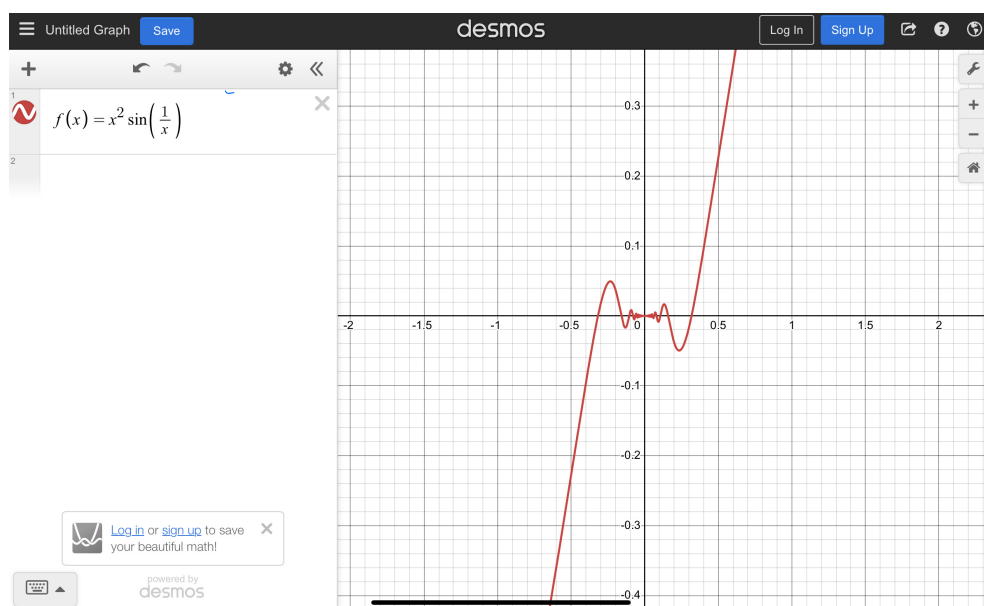 Untitled Graph Save desmos Log In Sign Up
1
f(x) = x² sin(1/x)
2
0.3
0.2
0.1
-2 -1.5 -1 -0.5 0 0.5 1 1.5 2
-0.1
-0.2
-0.3
-0.4
Log in or sign up to save
your beautiful math!
powered by
desmos